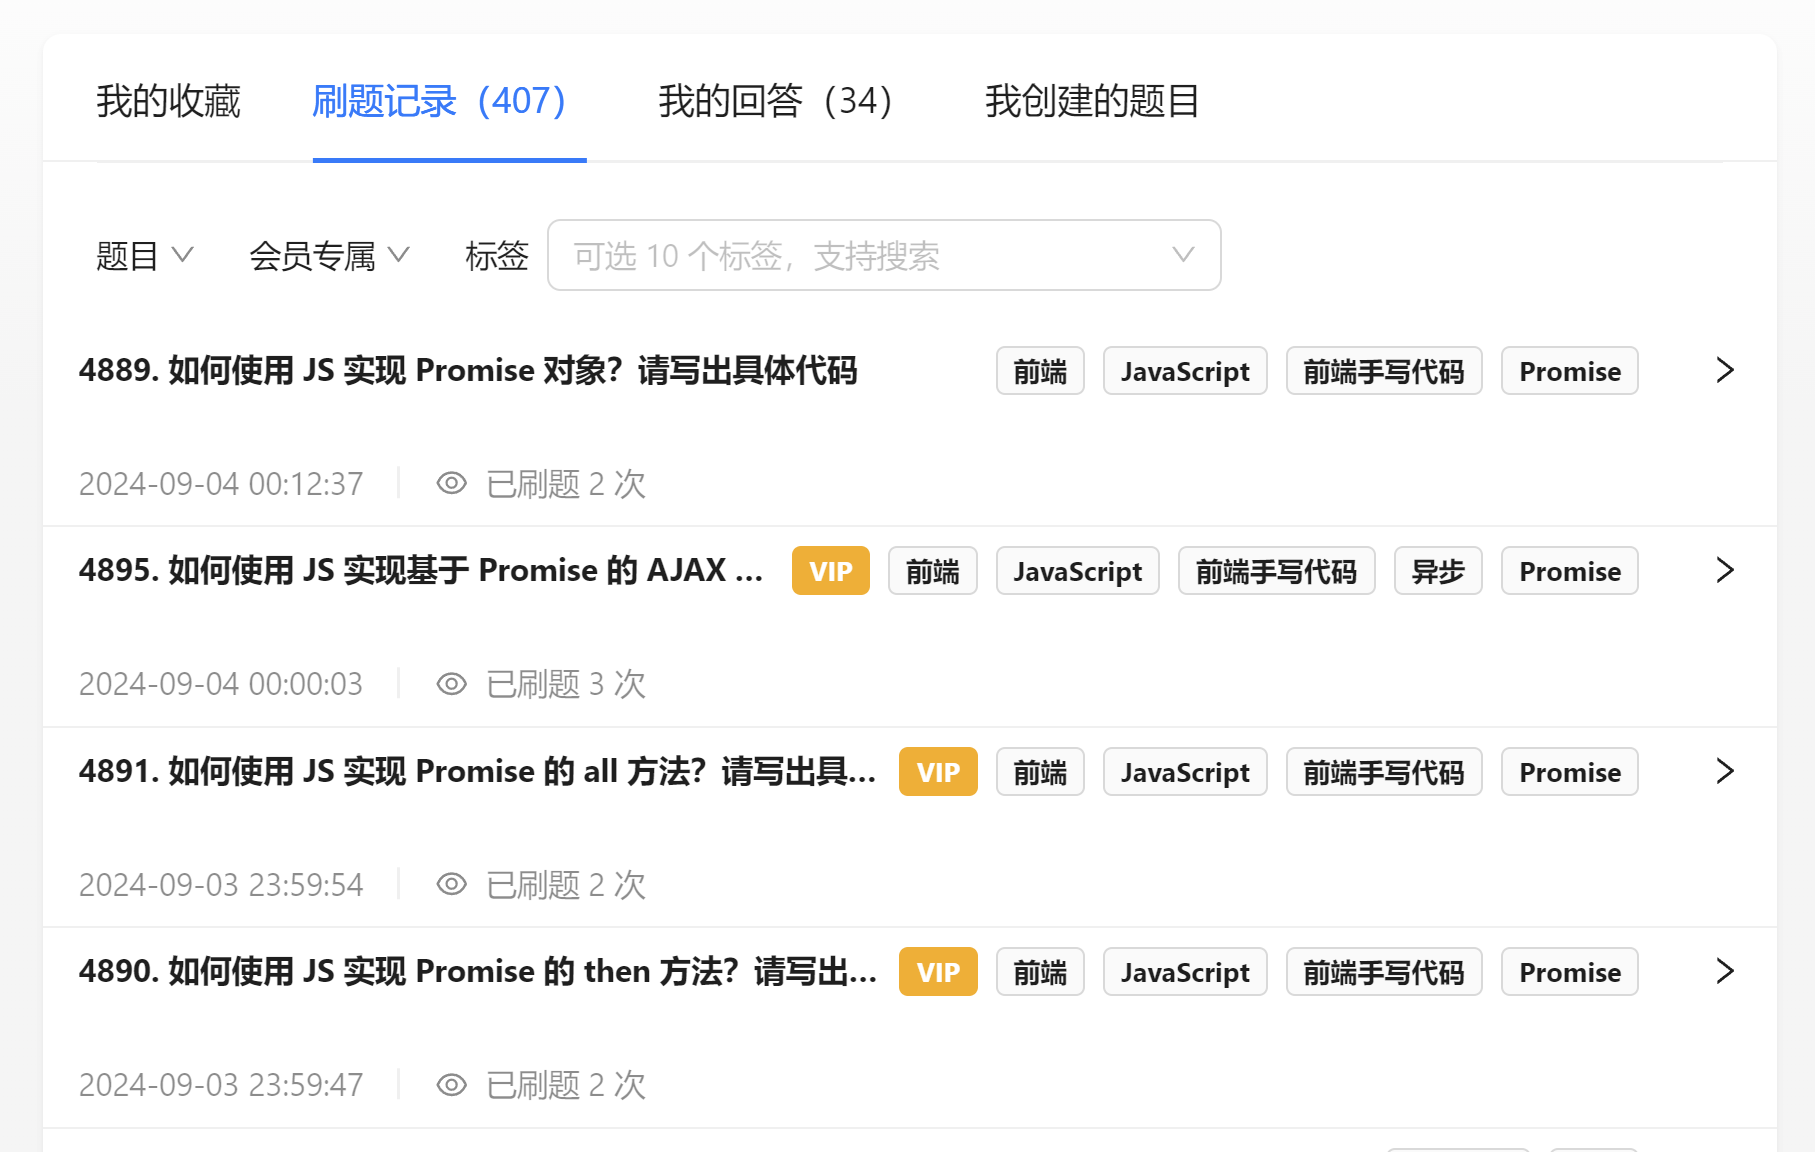 我的收藏 刷题记录（407） 我的回答（34） 我创建的题目
题目 会员专属 标签 可选 10 个标签，支持搜索
4889. 如何使用 JS 实现 Promise 对象？请写出具体代码 前端 JavaScript 前端手写代码 Promise
2024-09-04 00:12:37 已刷题 2 次
4895. 如何使用 JS 实现基于 Promise 的 AJAX ... VIP 前端 JavaScript 前端手写代码 异步 Promise
2024-09-04 00:00:03 已刷题 3 次
4891. 如何使用 JS 实现 Promise 的 all 方法？请写出具... VIP 前端 JavaScript 前端手写代码 Promise
2024-09-03 23:59:54 已刷题 2 次
4890. 如何使用 JS 实现 Promise 的 then 方法？请写出... VIP 前端 JavaScript 前端手写代码 Promise
2024-09-03 23:59:47 已刷题 2 次